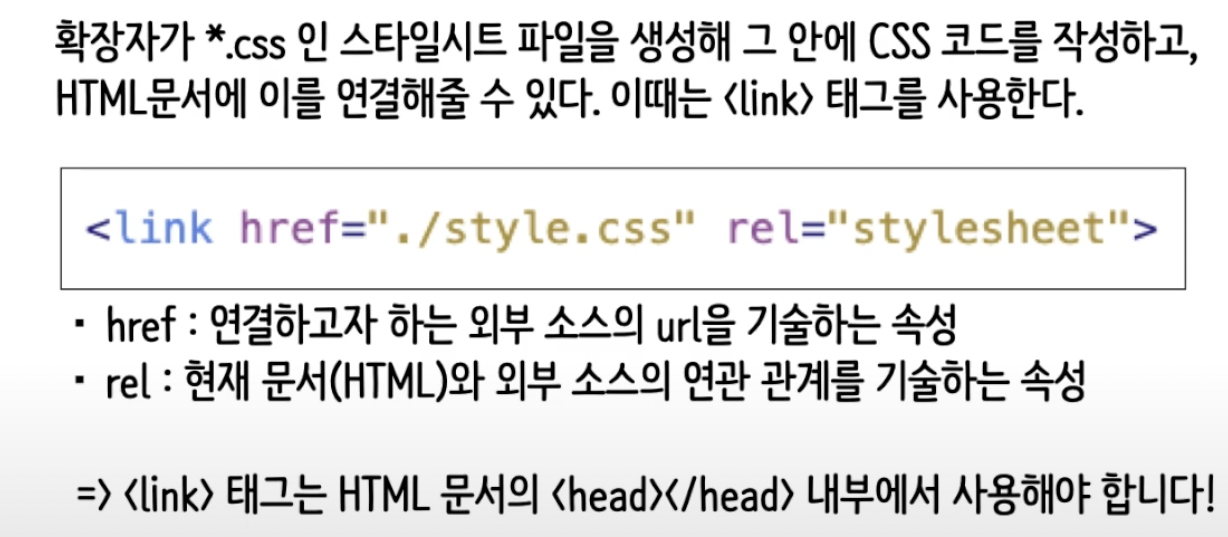 확장자가 *.css 인 스타일시트 파일을 생성해 그 안에 CSS 코드를 작성하고,
HTML문서에 이를 연결해줄 수 있다. 이때는 <link> 태그를 사용한다.
<link href="./style.css" rel="stylesheet">
· href : 연결하고자 하는 외부 소스의 url을 기술하는 속성
· rel : 현재 문서(HTML)와 외부 소스의 연관 관계를 기술하는 속성
=> <link> 태그는 HTML 문서의 <head></head> 내부에서 사용해야 합니다!